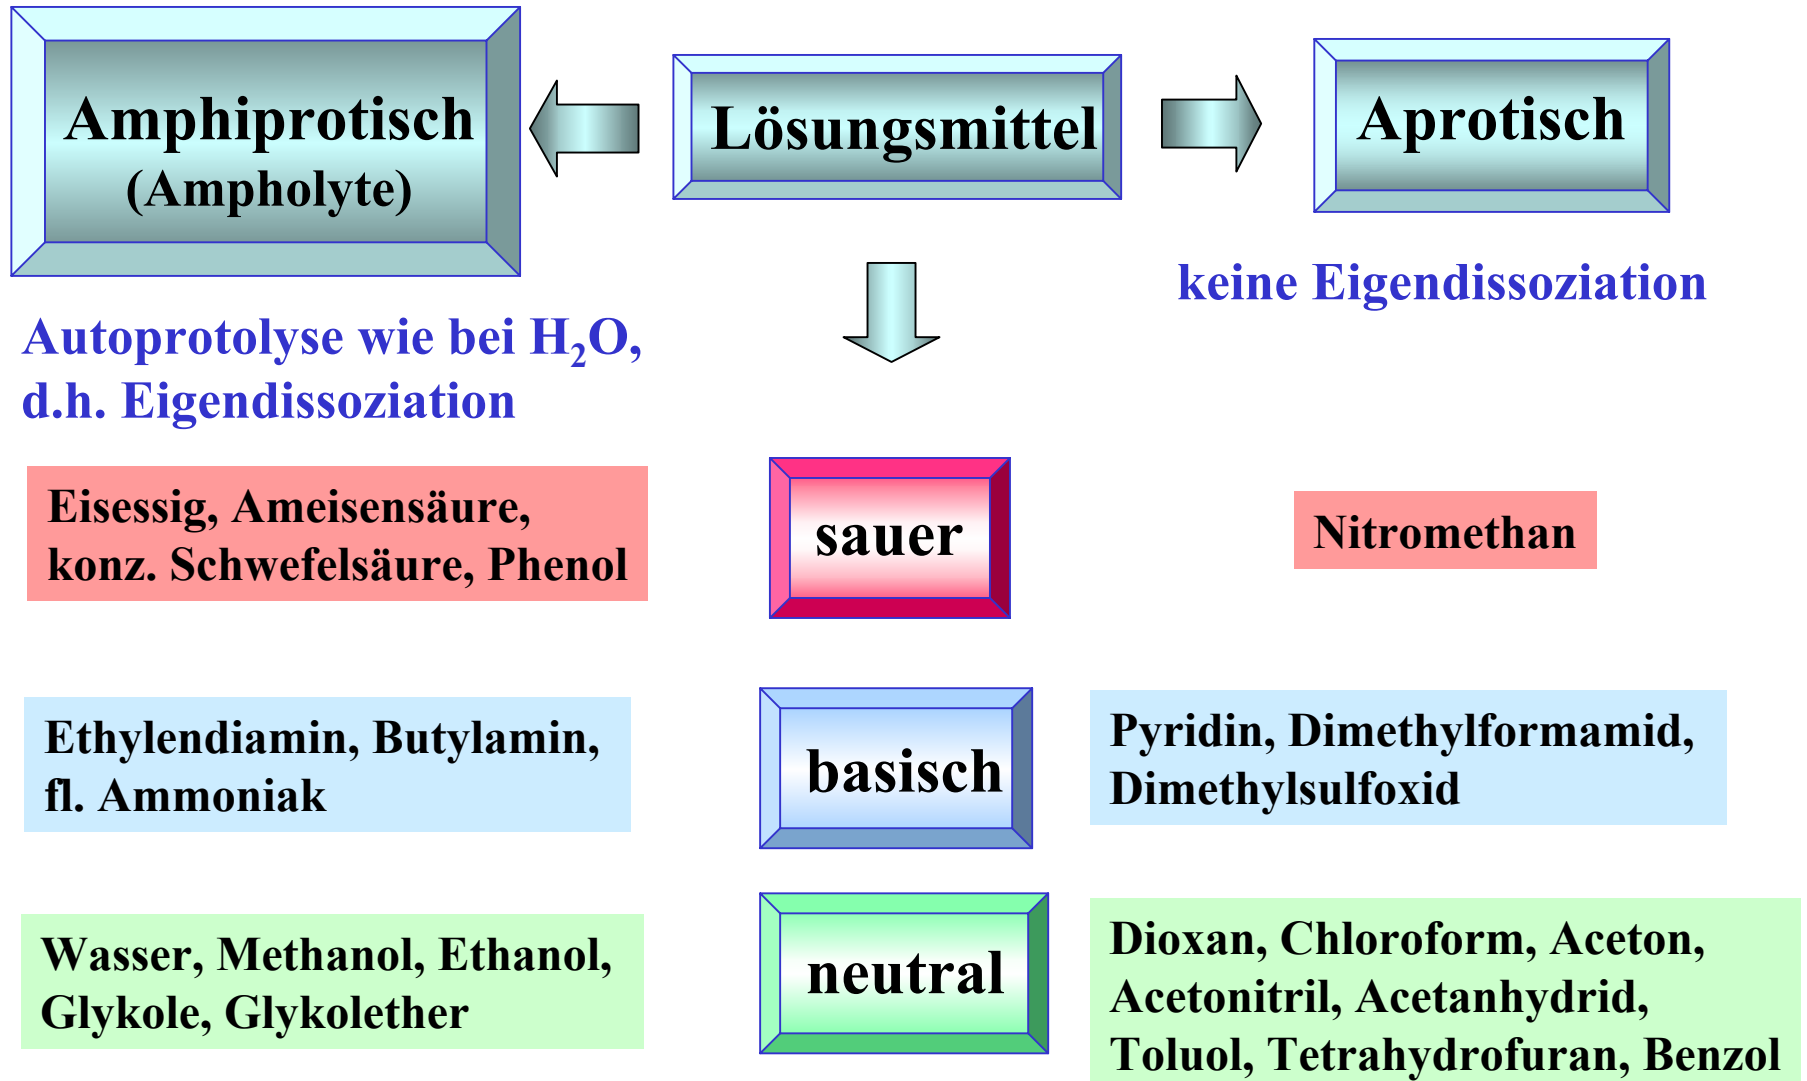 Amphiprotisch
(Ampholyte)
Lösungsmittel
Aprotisch
keine Eigendissoziation
Autoprotolyse wie bei H₂O,
d.h. Eigendissoziation
Eisessig, Ameisensäure,
konz. Schwefelsäure, Phenol
sauer
Nitromethan
Ethylendiamin, Butylamin,
fl. Ammoniak
basisch
Pyridin, Dimethylformamid,
Dimethylsulfoxid
Wasser, Methanol, Ethanol,
Glykole, Glykolether
neutral
Dioxan, Chloroform, Aceton,
Acetonitril, Acetanhydrid,
Toluol, Tetrahydrofuran, Benzol